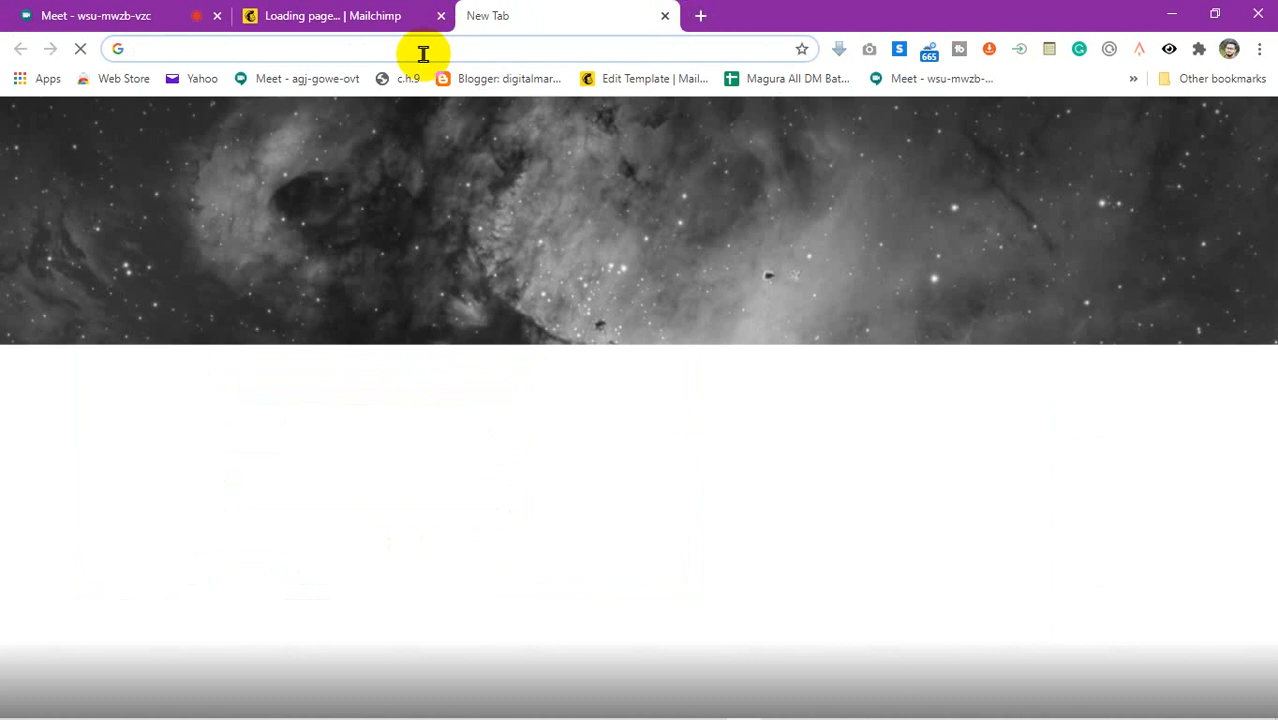 Meet - wsu-mwzb-vzc
Loading page... | Mailchimp
New Tab
665
Apps
Web Store
Yahoo
Meet - agj-gowe-ovt
c.h.9
Blogger: digitalmar...
Edit Template | Mail...
Magura All DM Bat...
Meet - wsu-mwzb-...
Other bookmarks